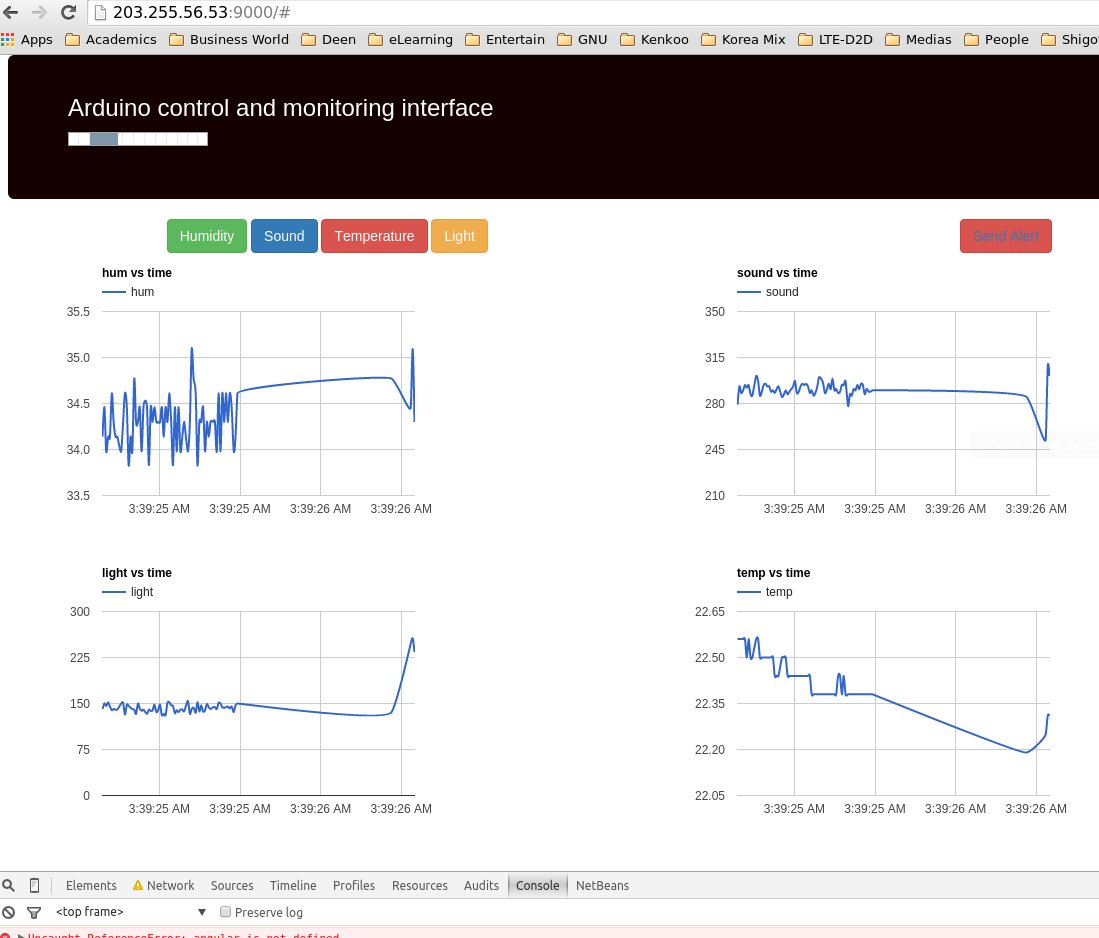 203.255.56.53:9000/#
Apps Academics Business World Deen eLearning Entertain GNU Kenkoo Korea Mix LTE-D2D Medias People Shigo
Arduino control and monitoring interface
Humidity Sound Temperature Light Send Alert
hum vs time
hum
35.5
35.0
34.5
34.0
33.5
3:39:25 AM 3:39:25 AM 3:39:26 AM 3:39:26 AM
sound vs time
sound
350
315
280
245
210
3:39:25 AM 3:39:25 AM 3:39:26 AM 3:39:26 AM
light vs time
light
300
225
150
75
0
3:39:25 AM 3:39:25 AM 3:39:26 AM 3:39:26 AM
temp vs time
temp
22.65
22.50
22.35
22.20
22.05
3:39:25 AM 3:39:25 AM 3:39:26 AM 3:39:26 AM
Elements Network Sources Timeline Profiles Resources Audits Console NetBeans
<top frame> Preserve log
Uncaught ReferenceError: angular is not defined